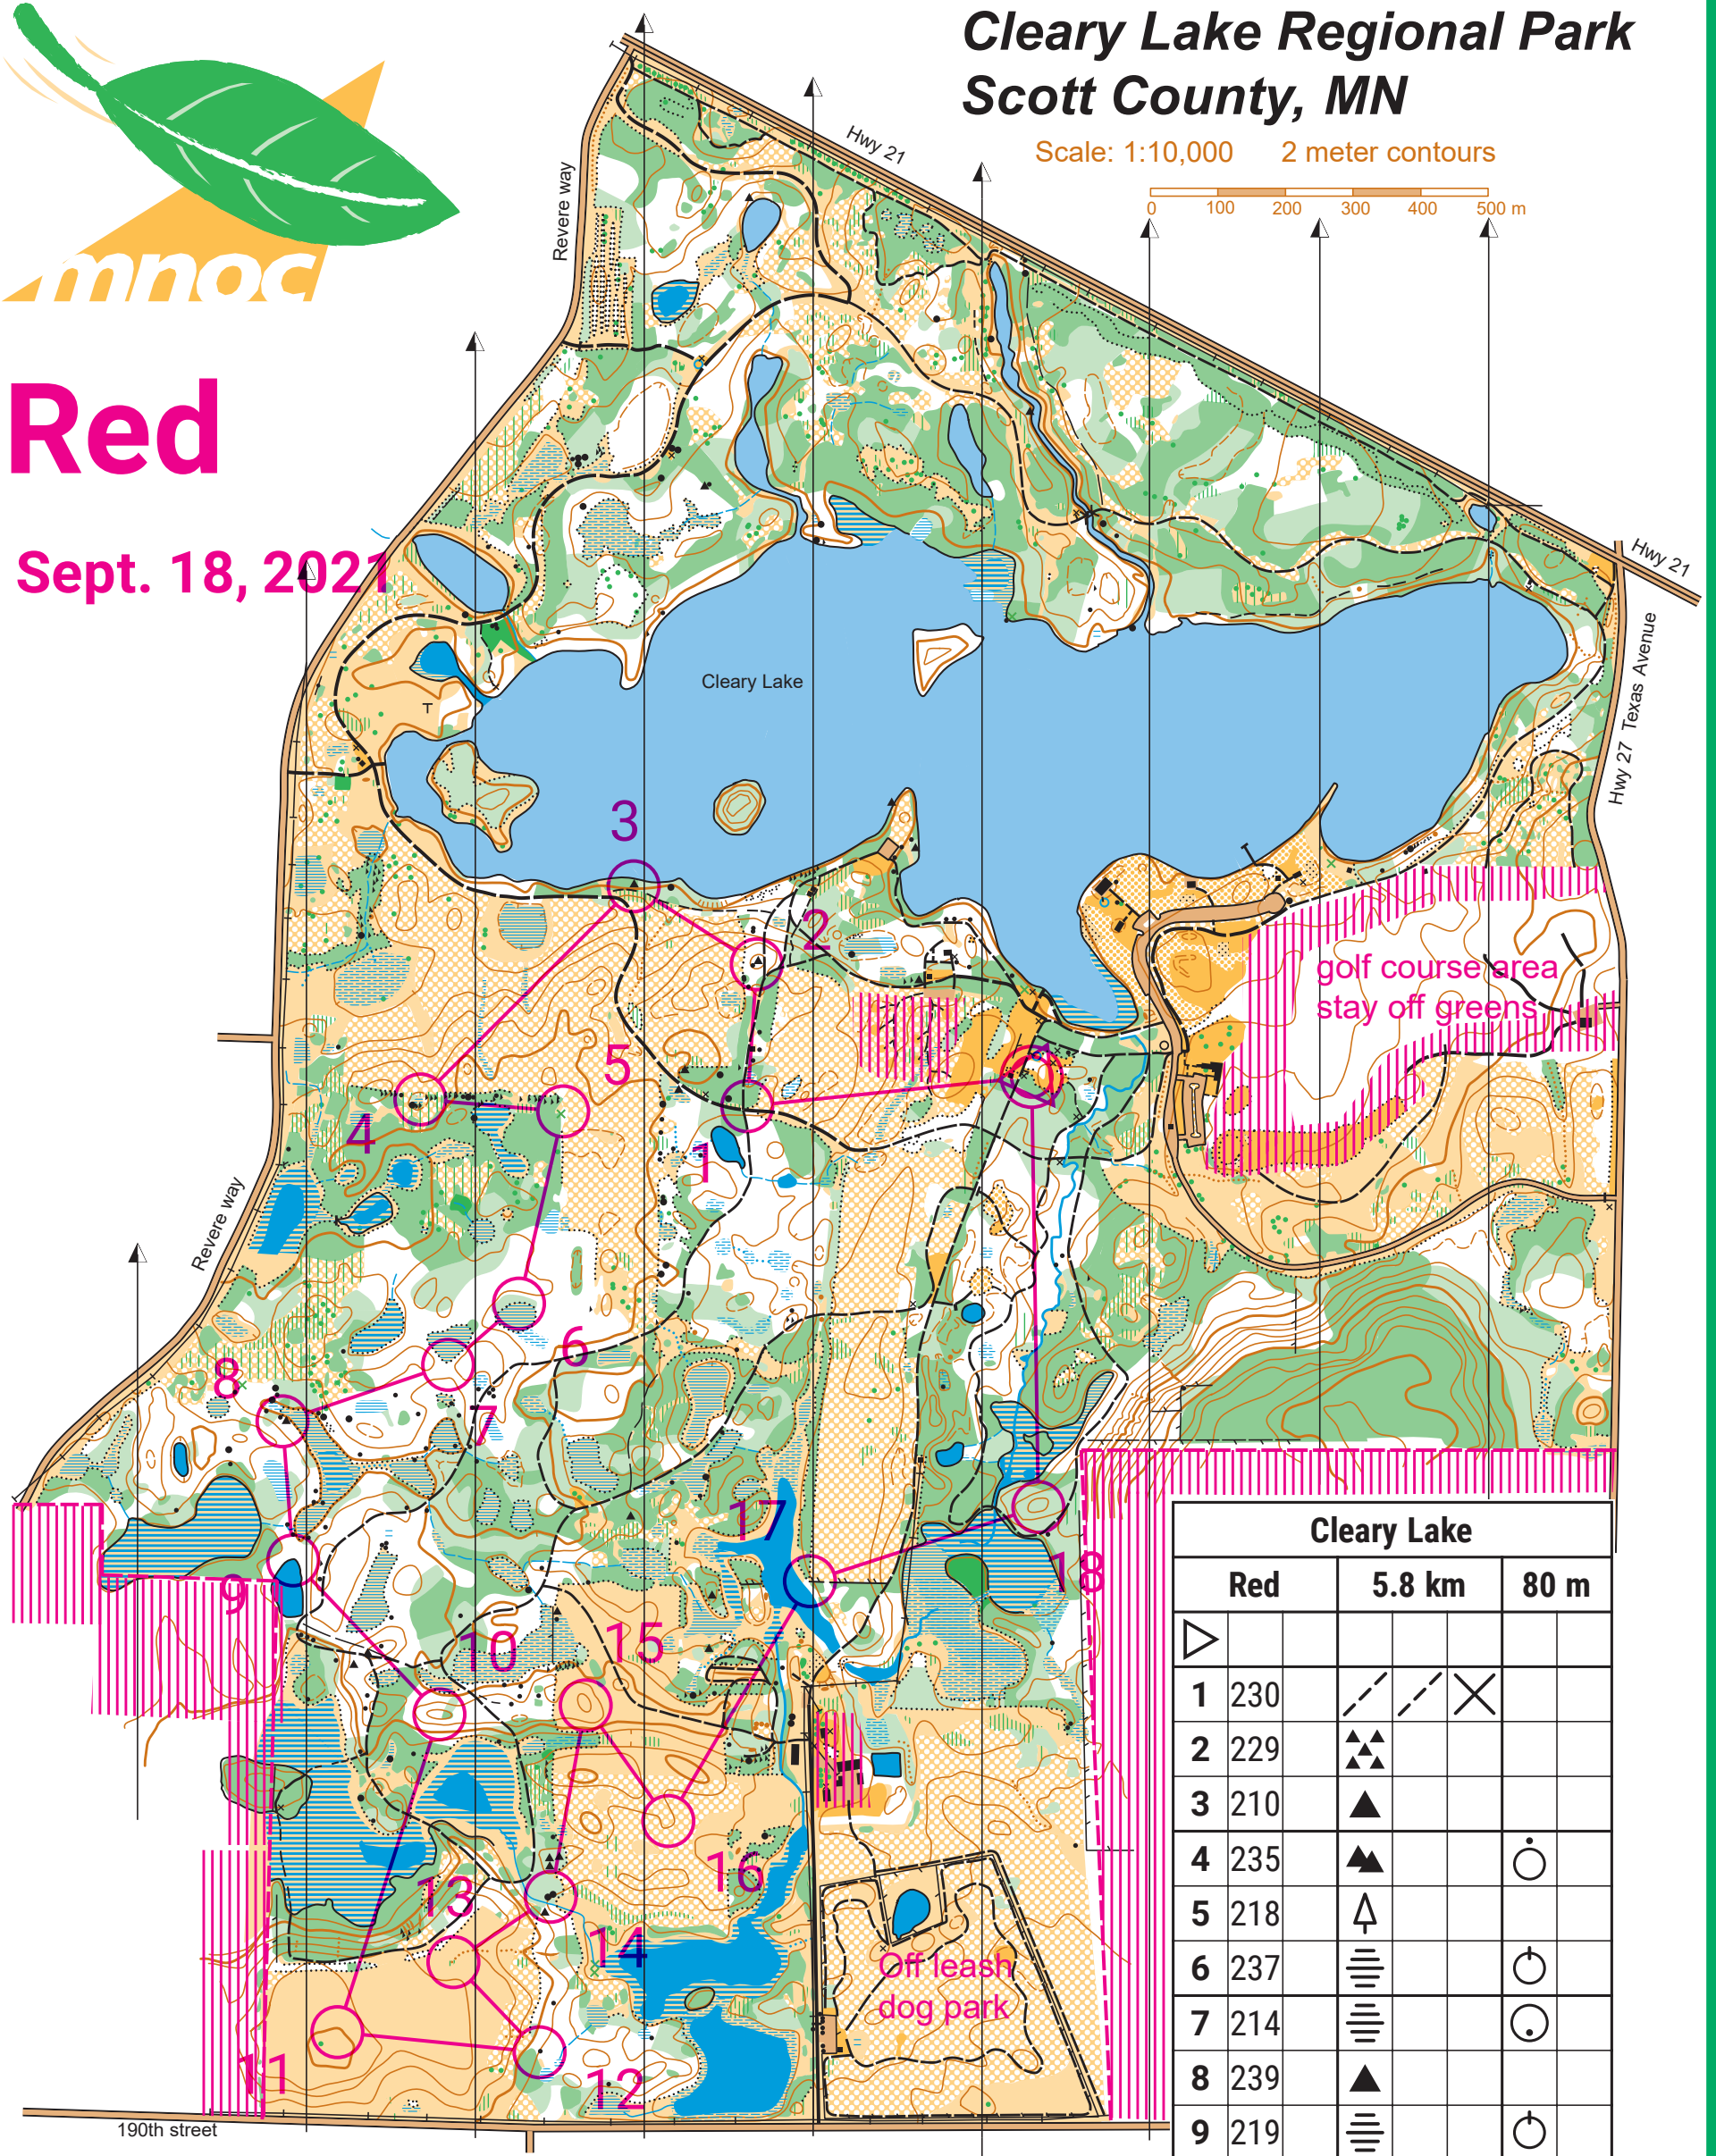 Cleary Lake Regional Park
Scott County, MN
Scale: 1:10,000 2 meter contours
0 100 200 300 400 500 m
mnoc
Red
Sept. 18, 2021
Hwy 21
Revere way
Hwy 21
Hwy 27 Texas Avenue
Cleary Lake
3
2
golf course area
stay off greens
5
4
1
Revere way
6
8
7
17
18
9
10
15
16
13
14
Off leash
dog park
11
12
190th street
Cleary Lake
Red 5.8 km 80 m
1 230
2 229
3 210
4 235
5 218
6 237
7 214
8 239
9 219